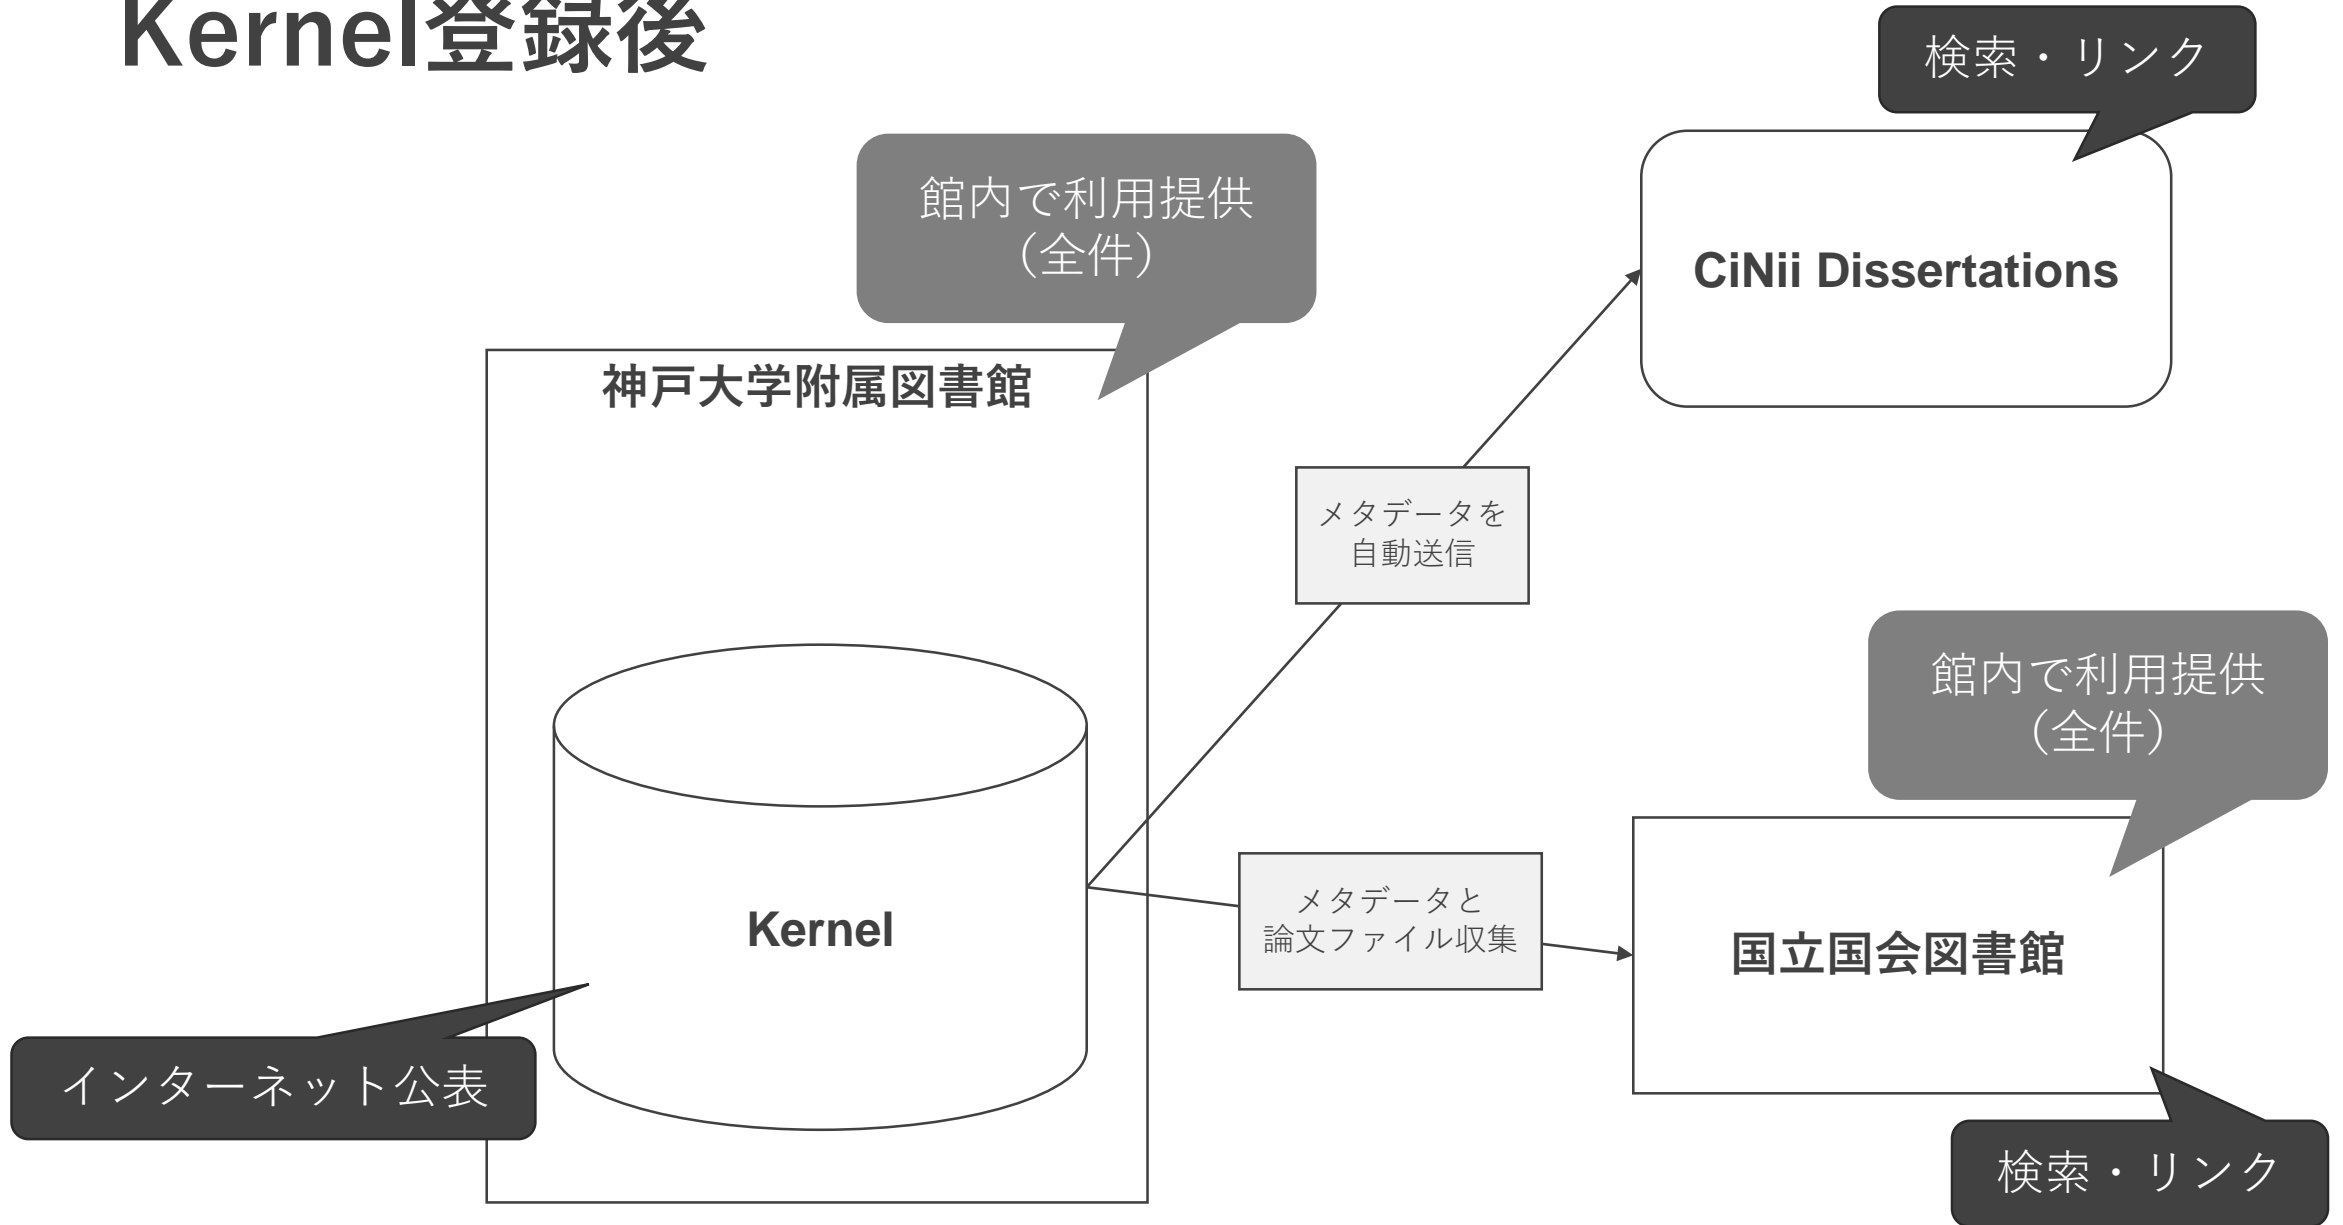 Kernel登録後
検索・リンク
館内で利用提供
（全件）
CiNii Dissertations
神戸大学附属図書館
メタデータを
自動送信
館内で利用提供
（全件）
メタデータと
論文ファイル収集
Kernel
国立国会図書館
インターネット公表
検索・リンク